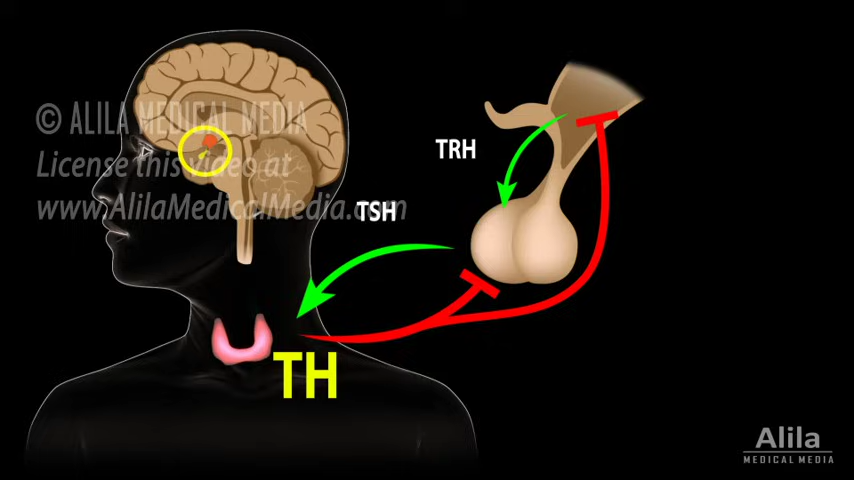 © ALILA MEDICAL MEDIA
License this video at
www.AlilaMedicalMedia.com
TRH
TSH
TH
Alila
MEDICAL MEDIA